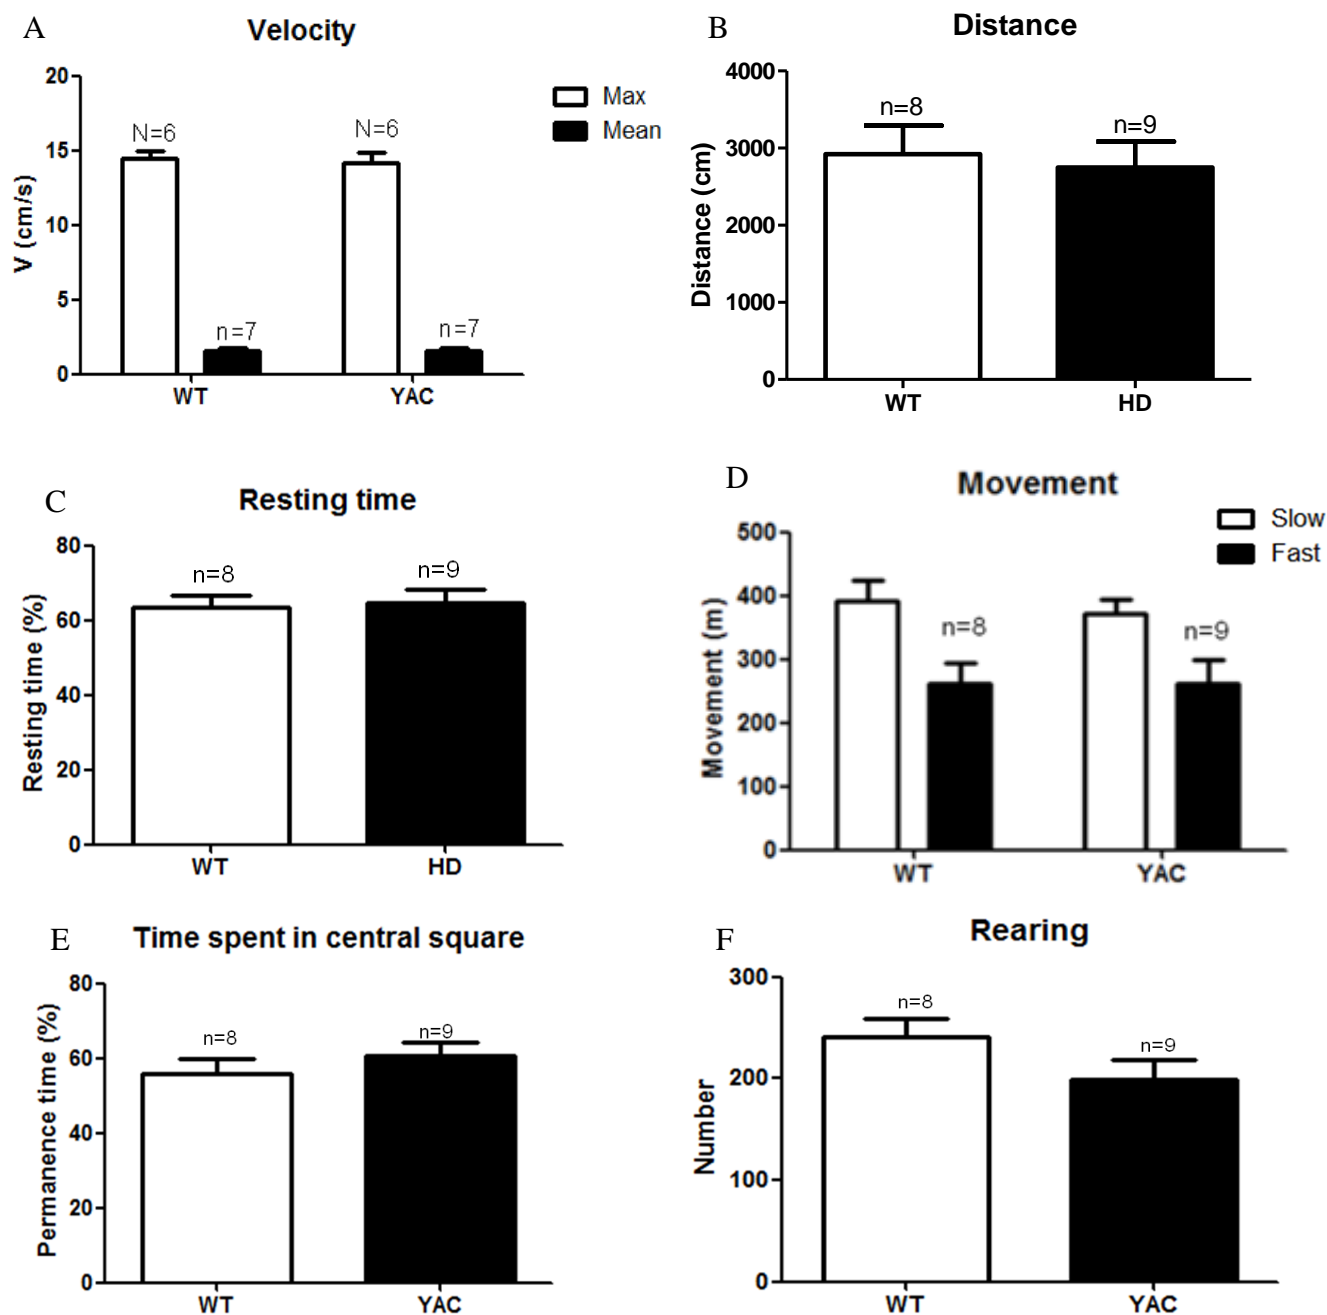 A
Velocity
20
15
10
5
0
V (cm/s)
N=6
N=6
n=7
n=7
WT
YAC
Max
Mean
B
Distance
4000
3000
2000
1000
0
Distance (cm)
n=8
n=9
WT
HD
C
Resting time
80
60
40
20
0
Resting time (%)
n=8
n=9
WT
HD
D
Movement
Slow
Fast
500
400
300
200
100
0
Movement (m)
n=8
n=9
WT
YAC
E
Time spent in central square
80
60
40
20
0
Permanence time (%)
n=8
n=9
WT
YAC
F
Rearing
300
200
100
0
Number
n=8
n=9
WT
YAC